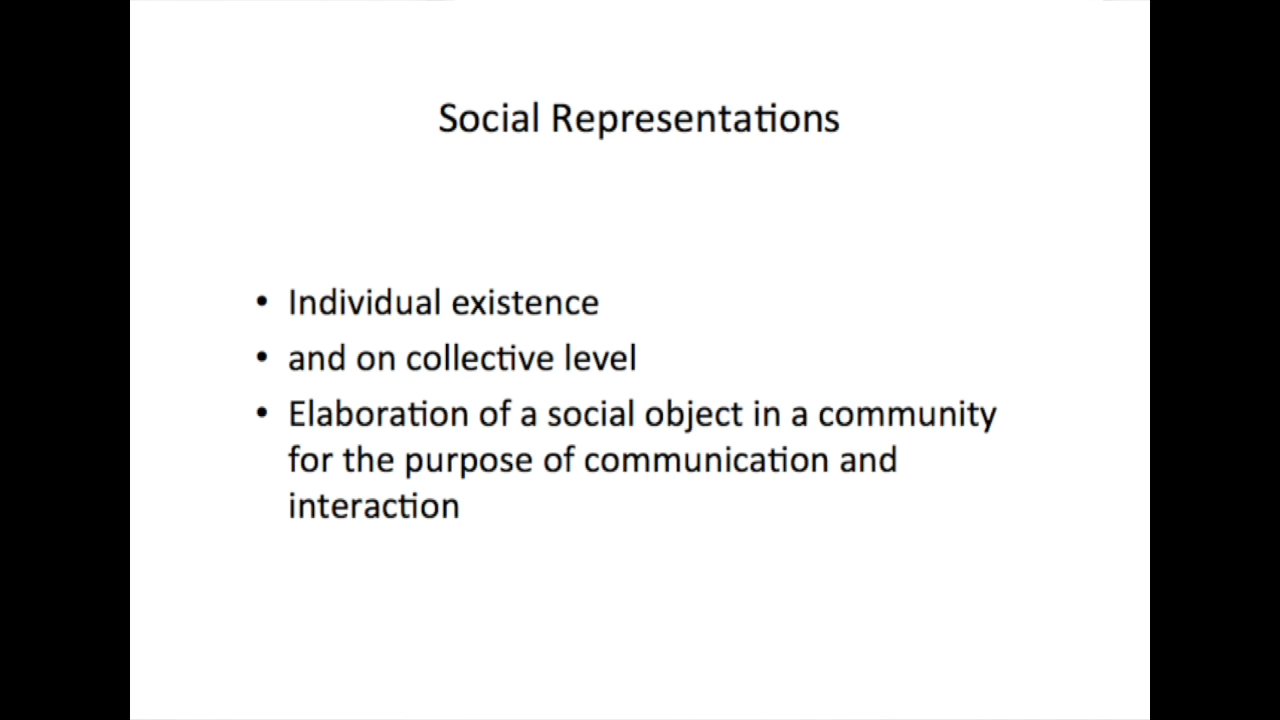 Social Representations
• Individual existence
• and on collective level
• Elaboration of a social object in a community
for the purpose of communication and
interaction